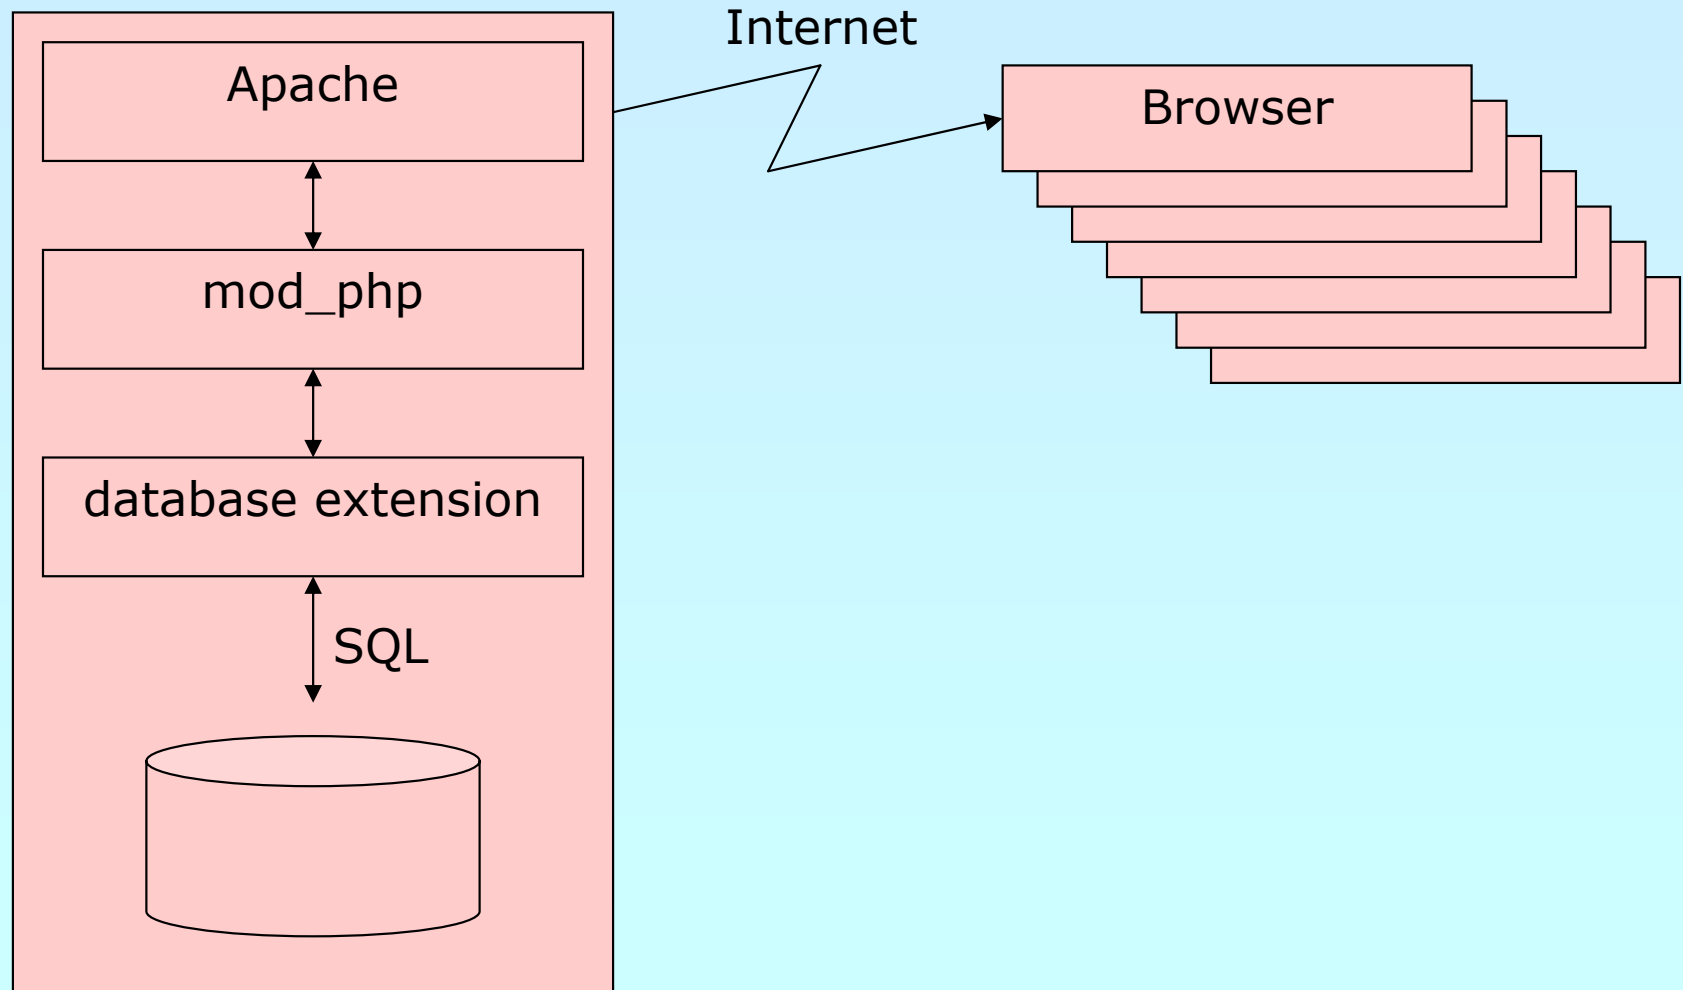 Internet
Apache
Browser
mod_php
database extension
SQL